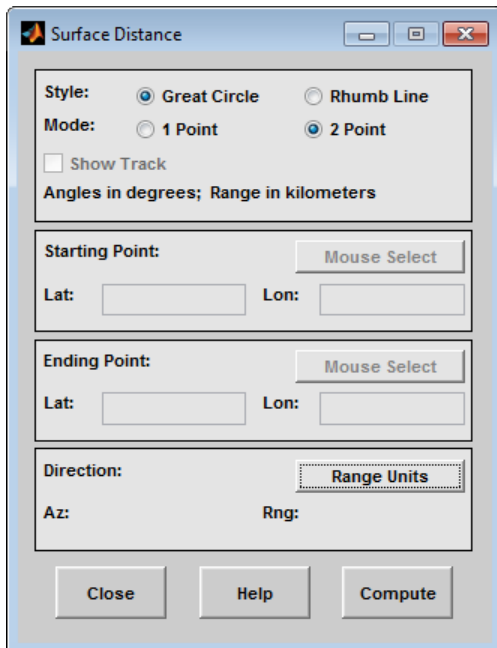 Surface Distance
Style: Great Circle Rhumb Line
Mode: 1 Point 2 Point
Show Track
Angles in degrees; Range in kilometers
Starting Point: Mouse Select
Lat: Lon:
Ending Point: Mouse Select
Lat: Lon:
Direction: Range Units
Az: Rng:
Close Help Compute